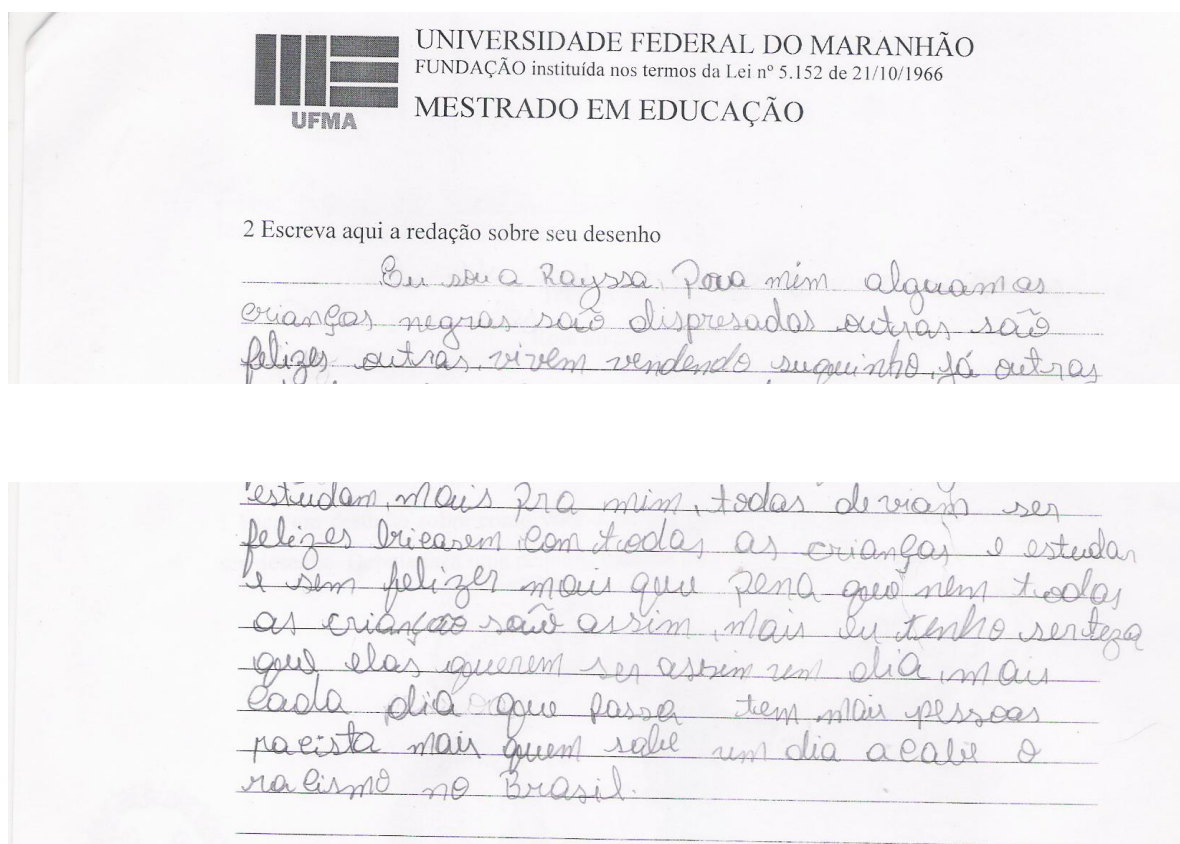 UNIVERSIDADE FEDERAL DO MARANHÃO
FUNDAÇÃO instituída nos termos da Lei nº 5.152 de 21/10/1966
MESTRADO EM EDUCAÇÃO
UFMA
2 Escreva aqui a redação sobre seu desenho
Eu sou a Rayssa, Para mim alguamas
crianças negras são dispresadas outras são
felizes outras, vivem vendendo suquinho, já outras
estudam, mais pra mim, todas deviam ser
felizes bricasem com todas as crianças e estudar
e sem felizes mais que pena que nem todas
as criançao são assim, mais eu tenho serteza
que elas querem ser assim um dia, mais
cada dia que passa tem mais pessoas
racista mais quem sabe um dia acabe o
racismo no Brasil.